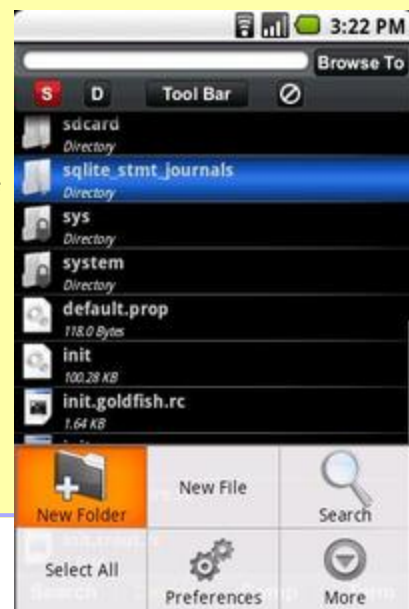 3:22 PM
Browse To
S D Tool Bar
sdcard
Directory
sqlite_stmt_journals
Directory
sys
Directory
system
Directory
default.prop
118.0 Bytes
init
100.28 KB
init.goldfish.rc
1.64 KB
New Folder New File Search
Select All Preferences More